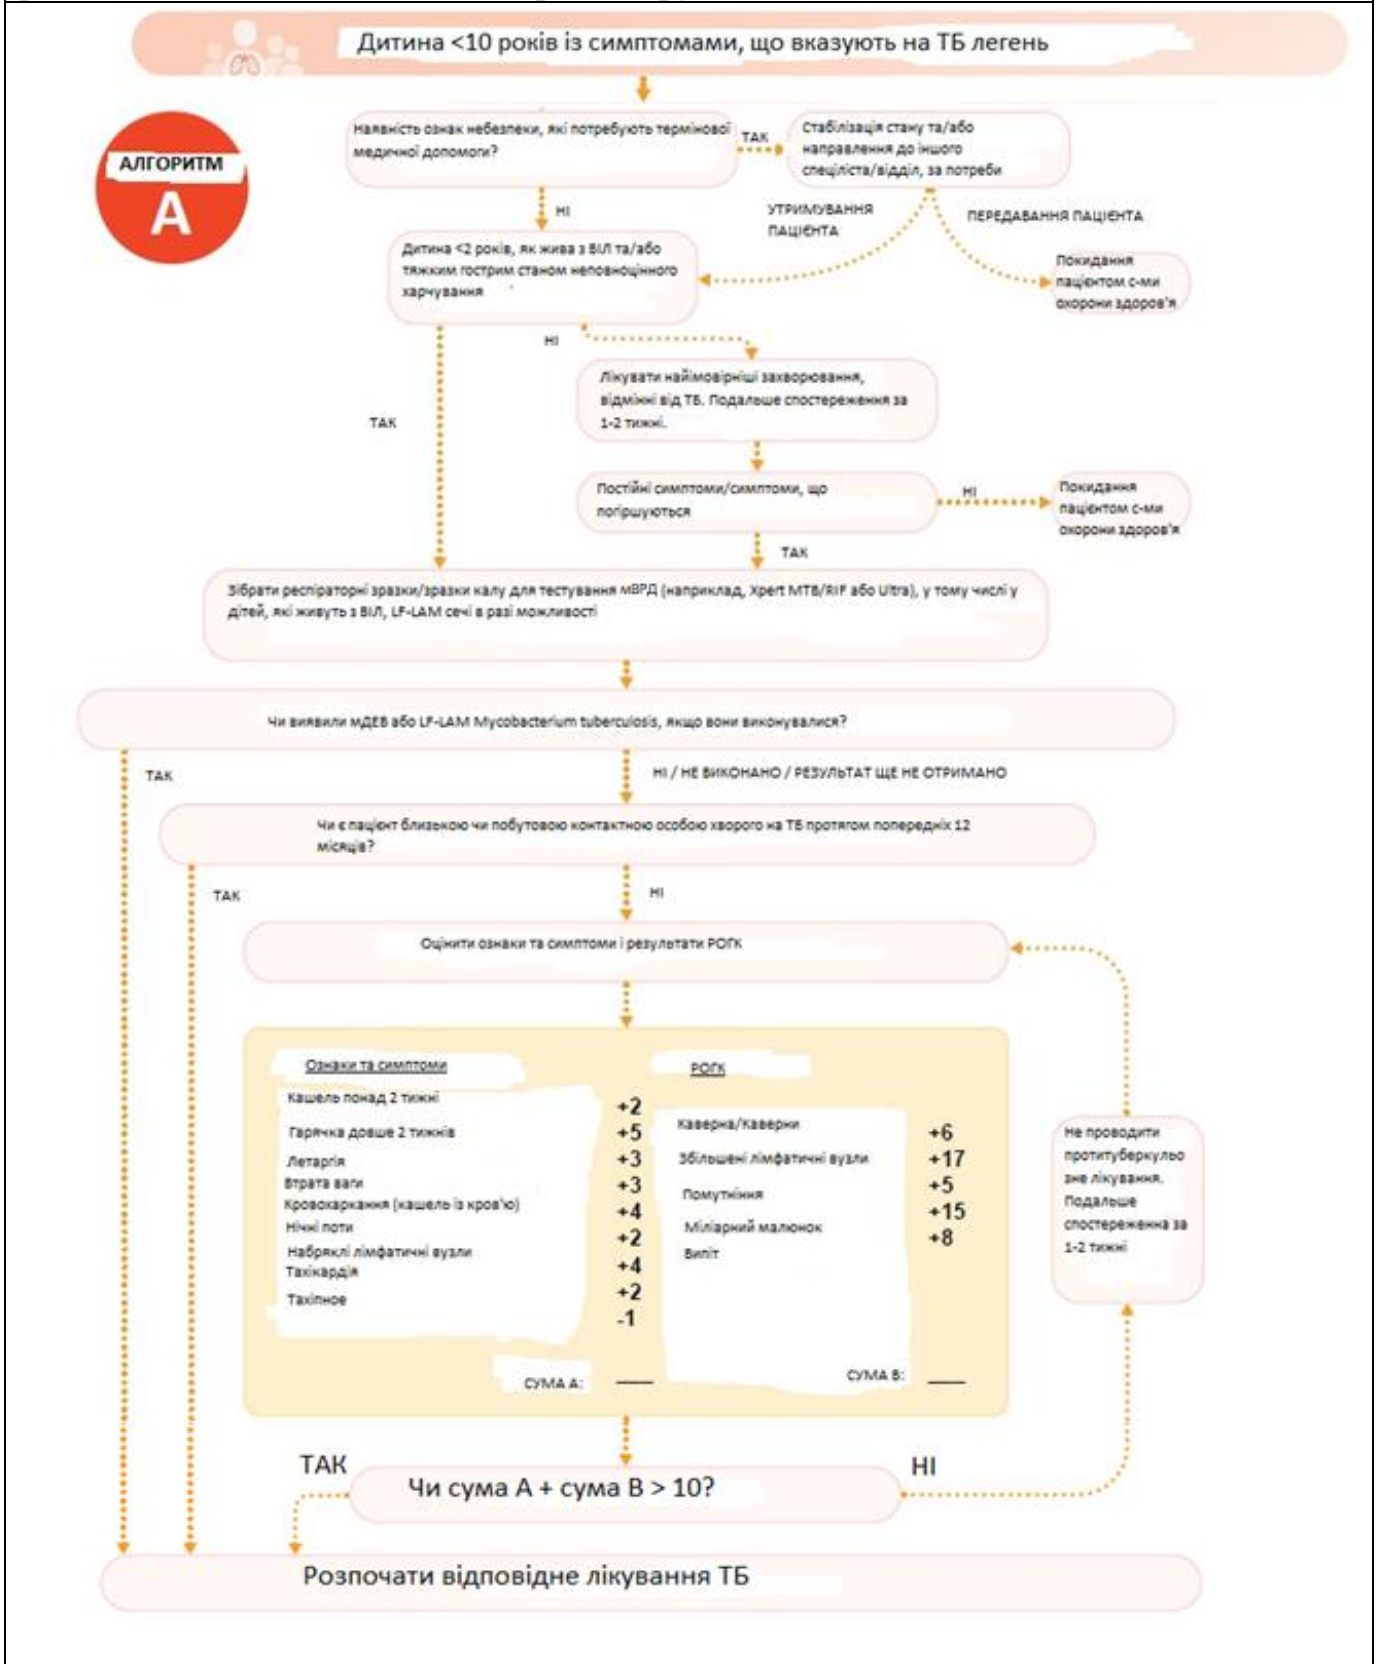 Дитина <10 років із симптомами, що вказують на ТБ легень
АЛГОРИТМ
А
Наявність ознак небезпеки, які потребують термінової
медичної допомоги?
ТАК
Стабілізація стану та/або
направлення до іншого
спеціліста/відділ, за потреби
НІ
УТРИМУВАННЯ
ПАЦІЄНТА
ПЕРЕДАВАННЯ ПАЦІЄНТА
Дитина <2 років, як жива з ВІЛ та/або
тяжким гострим станом неповноцінного
харчування
Покидання
пацієнтом с-ми
охорони здоров'я
НІ
ТАК
Лікувати найімовірніші захворювання,
відмінні від ТБ. Подальше спостереження за
1-2 тижні.
Постійні симптоми/симптоми, що
погіршуються
НІ
Покидання
пацієнтом с-ми
охорони здоров'я
ТАК
Зібрати респіраторні зразки/зразки калу для тестування мВРД (наприклад, Xpert MTB/RIF або Ultra), у тому числі у
дітей, які живуть з ВІЛ, LF-LAM сечі в разі можливості
Чи виявили мДЕВ або LF-LAM Mycobacterium tuberculosis, якщо вони виконувалися?
ТАК
НІ / НЕ ВИКОНАНО / РЕЗУЛЬТАТ ЩЕ НЕ ОТРИМАНО
Чи є пацієнт близькою чи побутовою контактною особою хворого на ТБ протягом попередніх 12
місяців?
ТАК
НІ
Оцінити ознаки та симптоми і результати РОГК
Ознаки та симптоми
Кашель понад 2 тижні +2
Гарячка довше 2 тижнів +5
Летаргія +3
Втрата ваги +3
Кровохаркання (кашель із кров'ю) +4
Нічні поти +2
Набряклі лімфатичні вузли +4
Тахікардія +2
Тахіпное -1
СУМА А: ____
РОГК
Каверна/Каверни +6
Збільшені лімфатичні вузли +17
Помутніння +5
Міліарний малюнок +15
Випіт +8
СУМА В: ____
Не проводити
протитуберкульо
зне лікування.
Подальше
спостереженна за
1-2 тижні
ТАК
Чи сума А + сума В > 10?
НІ
Розпочати відповідне лікування ТБ